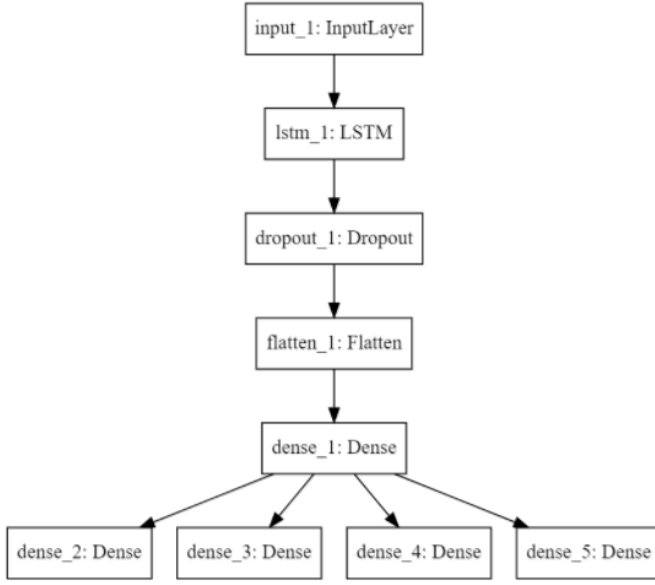 input_1: InputLayer
lstm_1: LSTM
dropout_1: Dropout
flatten_1: Flatten
dense_1: Dense
dense_2: Dense
dense_3: Dense
dense_4: Dense
dense_5: Dense